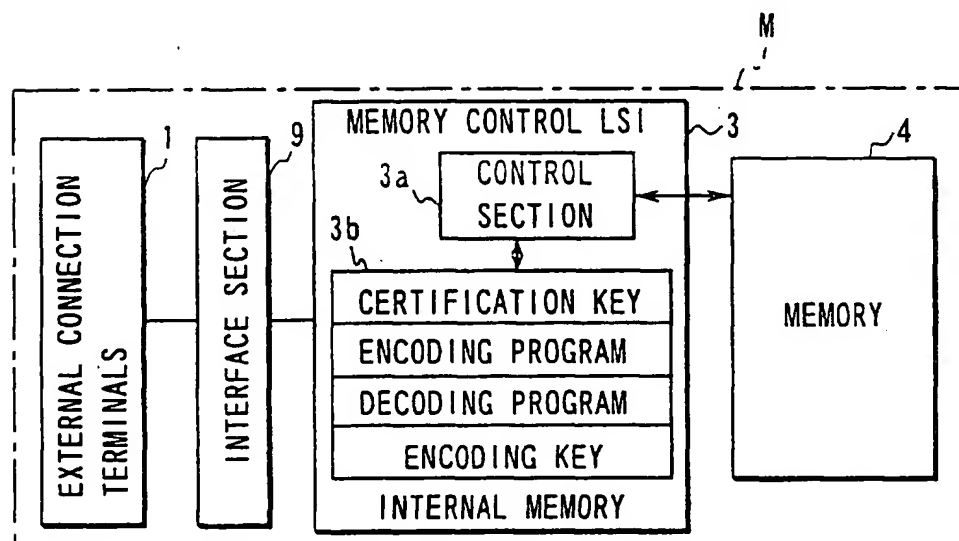 M
EXTERNAL CONNECTION
TERMINALS
1
INTERFACE SECTION
9
MEMORY CONTROL LSI
3
3a
CONTROL
SECTION
3b
CERTIFICATION KEY
ENCODING PROGRAM
DECODING PROGRAM
ENCODING KEY
INTERNAL MEMORY
4
MEMORY